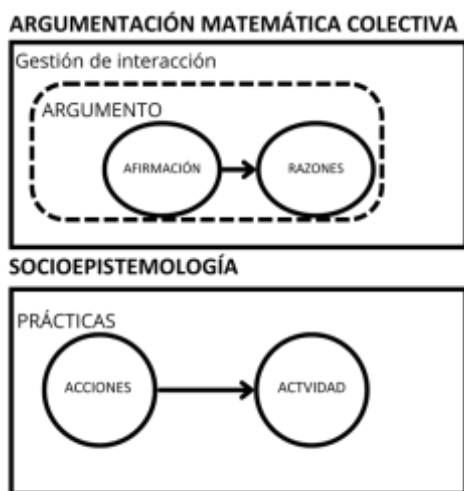 ARGUMENTACIÓN MATEMÁTICA COLECTIVA
Gestión de interacción
ARGUMENTO
AFIRMACIÓN
RAZONES
SOCIOEPISTEMOLOGÍA
PRÁCTICAS
ACCIONES
ACTVIDAD